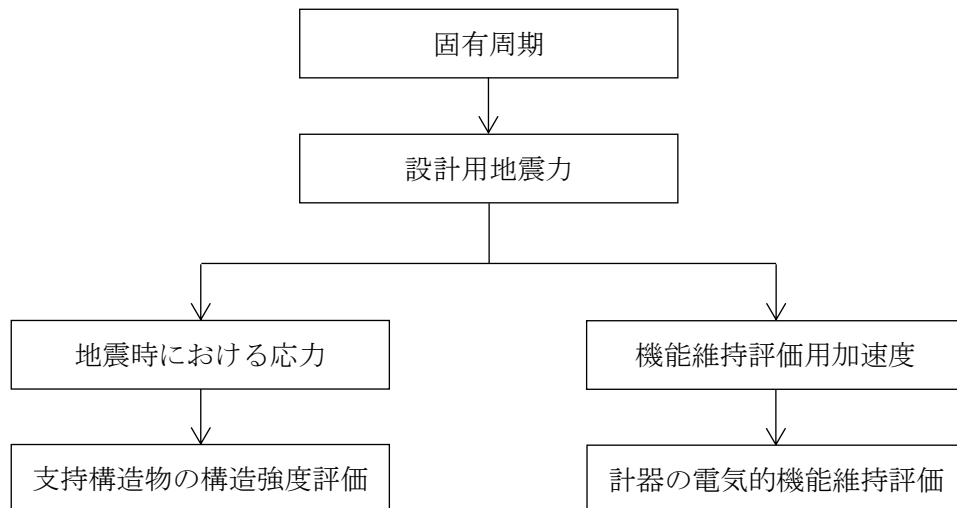 固有周期
設計用地震力
地震時における応力
機能維持評価用加速度
支持構造物の構造強度評価
計器の電気的機能維持評価